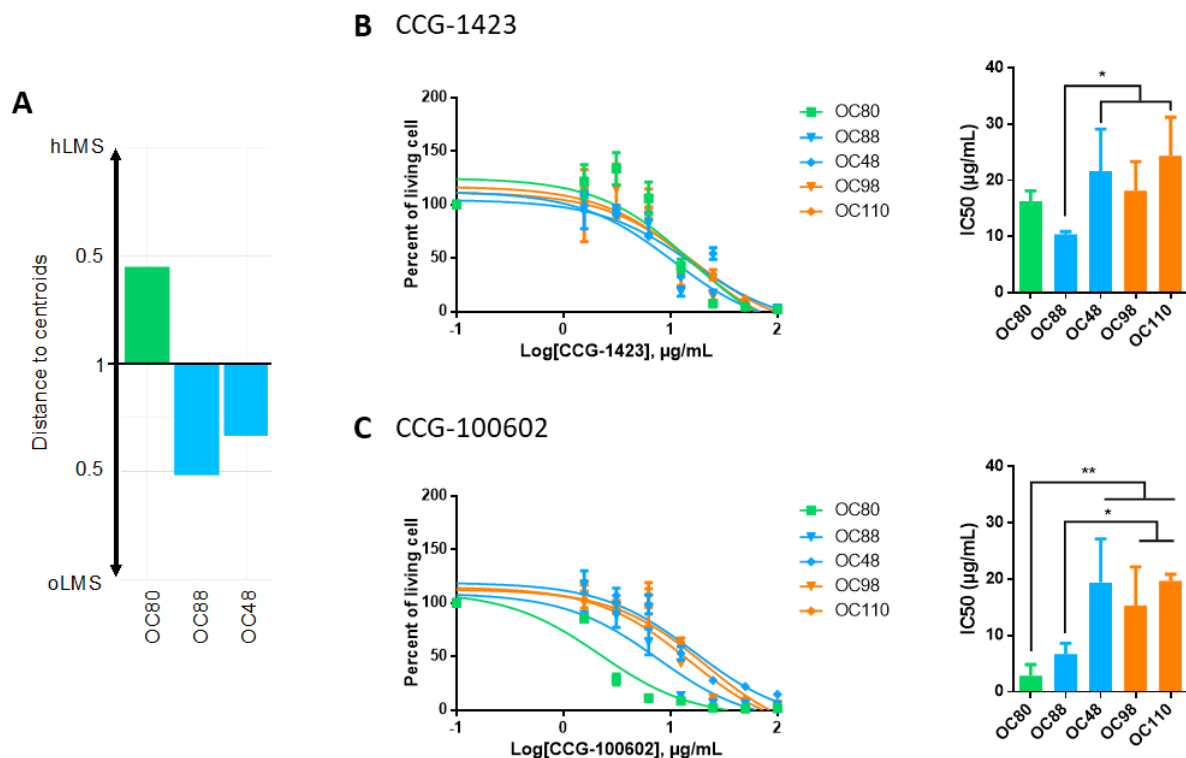 A
hLMS
0.5
1
0.5
oLMS
Distance to centroids
OC80
OC88
OC48
B CCG-1423
Percent of living cell
200
150
100
50
0
-1 0 1 2
Log[CCG-1423], µg/mL
OC80
OC88
OC48
OC98
OC110
IC50 (µg/mL)
40
30
20
10
0
*
OC80
OC88
OC48
OC98
OC110
C CCG-100602
Percent of living cell
200
150
100
50
0
-1 0 1 2
Log[CCG-100602], µg/mL
OC80
OC88
OC48
OC98
OC110
IC50 (µg/mL)
40
30
20
10
0
**
*
OC80
OC88
OC48
OC98
OC110